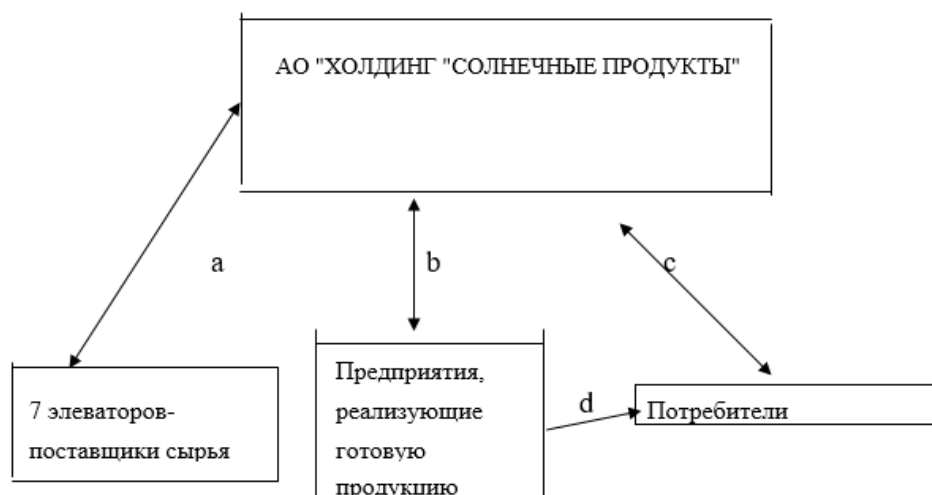 АО "ХОЛДИНГ "СОЛНЕЧНЫЕ ПРОДУКТЫ"
a
b
c
7 элеваторов-
поставщики сырья
Предприятия,
реализующие
готовую
продукцию
d
Потребители